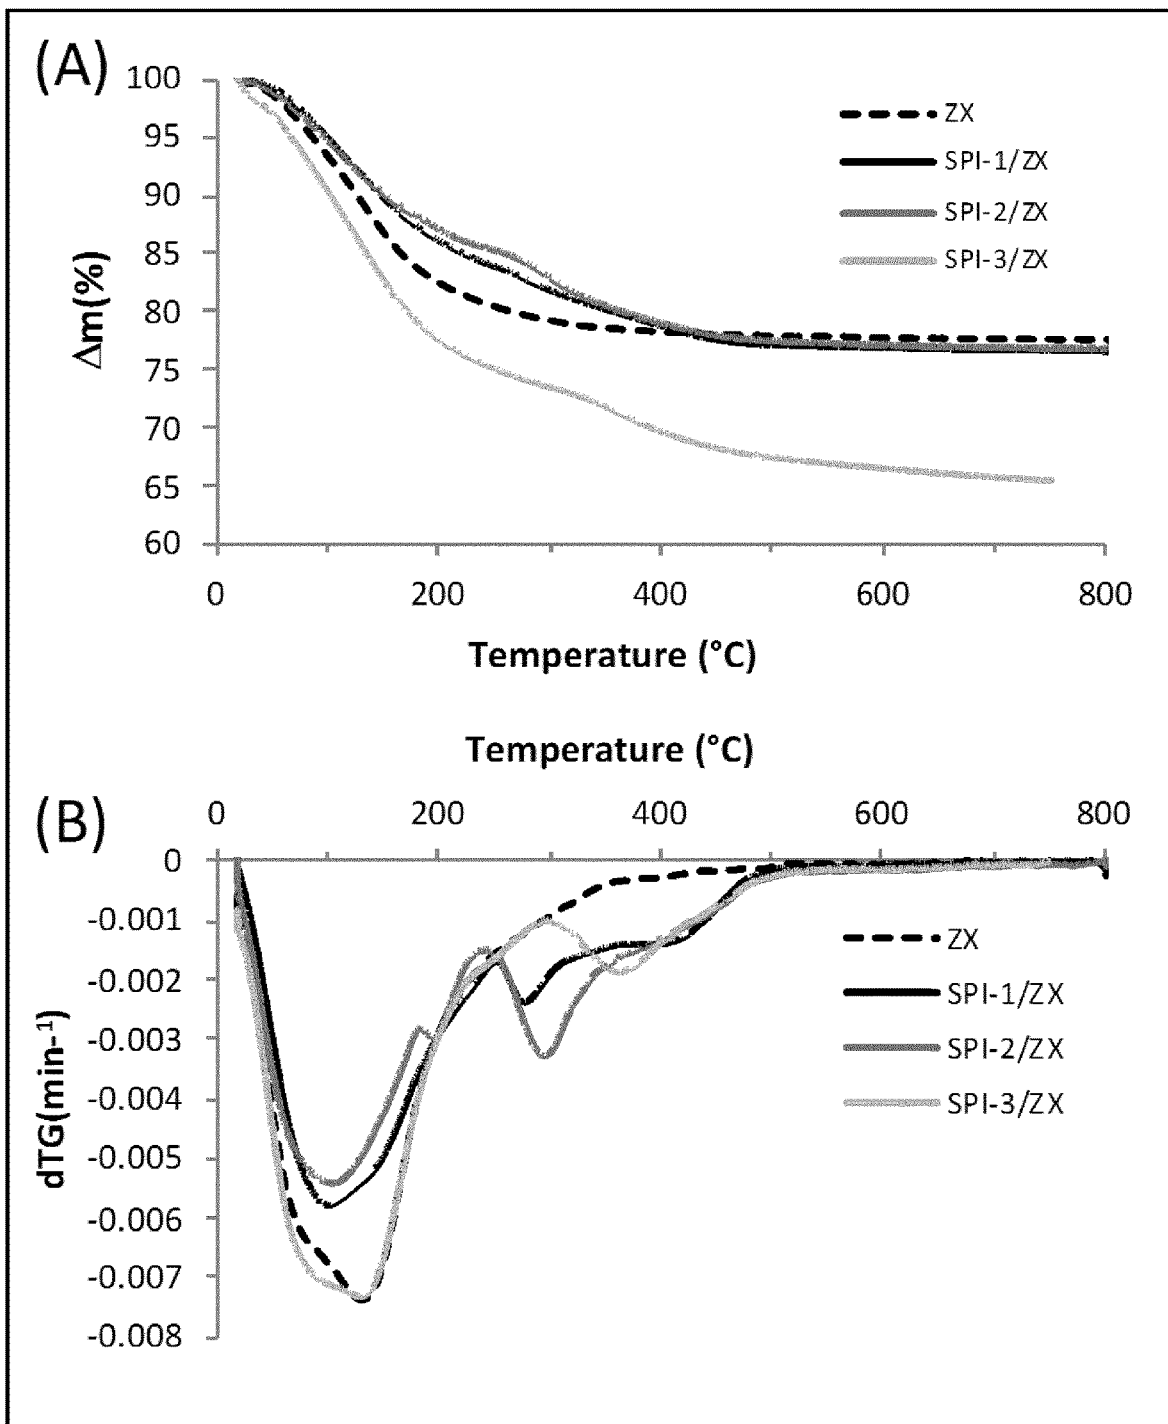 (A)
100
95
90
85
80
75
70
65
60
Δm(%)
ZX
SPI-1/ZX
SPI-2/ZX
SPI-3/ZX
0 200 400 600 800
Temperature (°C)
Temperature (°C)
(B)
0 200 400 600 800
0
-0.001
-0.002
-0.003
-0.004
-0.005
-0.006
-0.007
-0.008
dTG(min-¹)
ZX
SPI-1/ZX
SPI-2/ZX
SPI-3/ZX